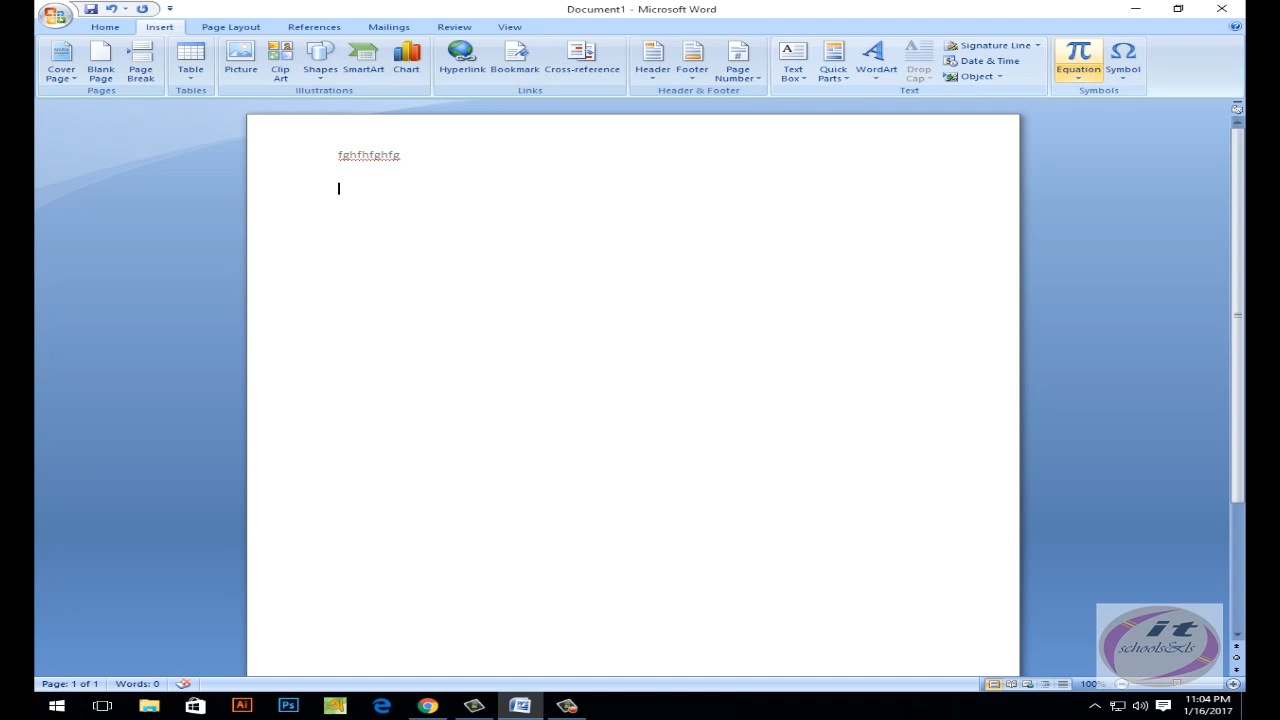 Document1 - Microsoft Word
Home Insert Page Layout References Mailings Review View
Cover Page
Blank Page
Page Break
Pages
Table
Tables
Picture
Clip Art
Shapes
SmartArt
Chart
Illustrations
Hyperlink
Bookmark
Cross-reference
Links
Header
Footer
Page Number
Header & Footer
Text Box
Quick Parts
WordArt
Drop Cap
Signature Line
Date & Time
Object
Text
π
Equation
Ω
Symbol
Symbols
fghfhfghfg
it
schools&ls
Page: 1 of 1 Words: 0 100%
Ai Ps
11:04 PM
1/16/2017